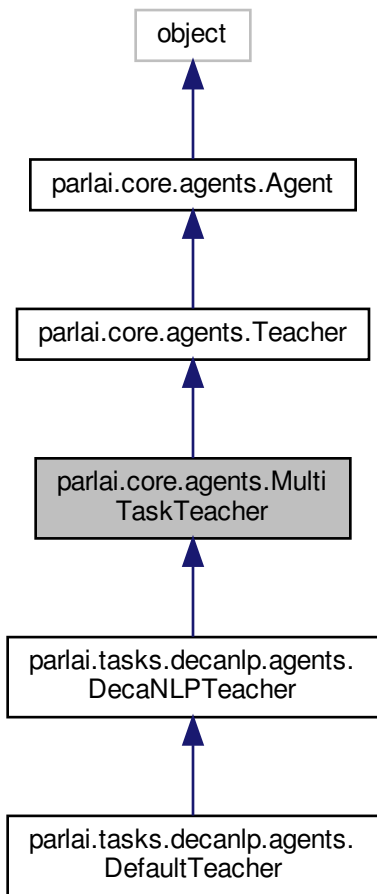 object
parlai.core.agents.Agent
parlai.core.agents.Teacher
parlai.core.agents.Multi
TaskTeacher
parlai.tasks.decanlp.agents.
DecaNLPTeacher
parlai.tasks.decanlp.agents.
DefaultTeacher